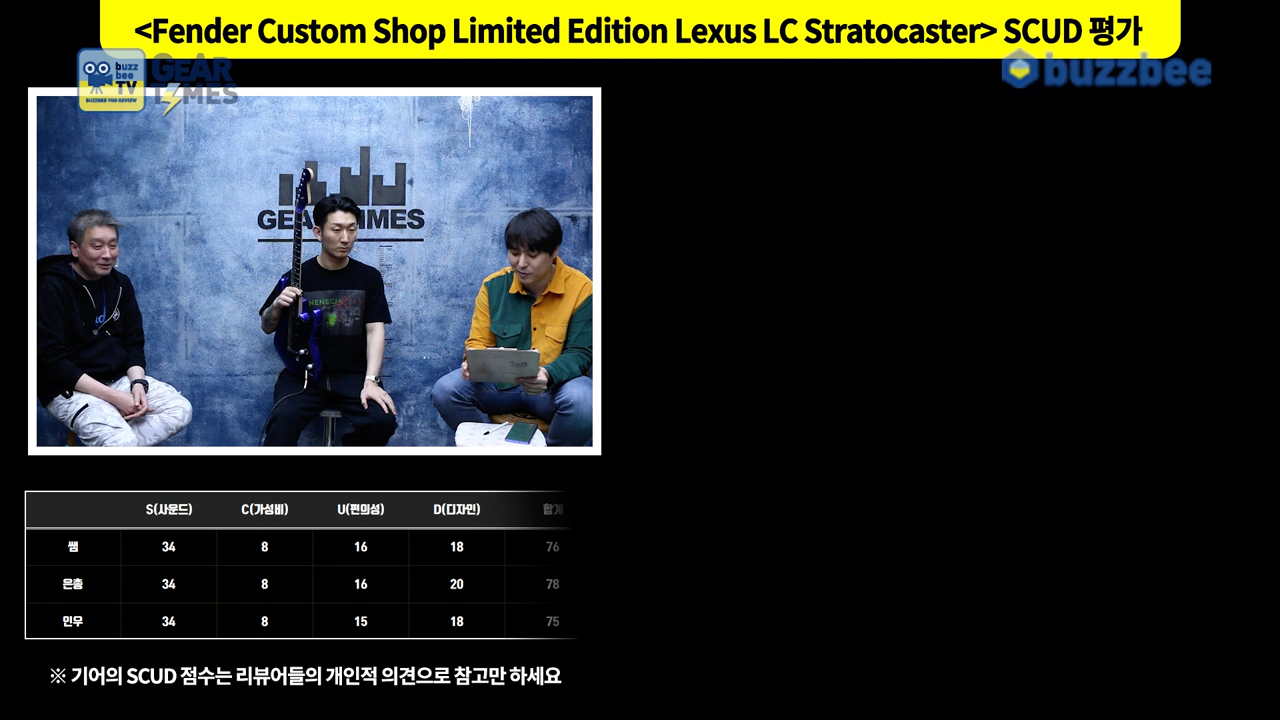 <Fender Custom Shop Limited Edition Lexus LC Stratocaster> SCUD 평가
buzz
bee
TV
BUZZBEE YOU REVIEW
GEAR
TIMES
buzzbee
GEAR TIMES
HENECIA
S(사운드) C(가성비) U(편의성) D(디자인) 합계
쌤 34 8 16 18 76
은총 34 8 16 20 78
민우 34 8 15 18 75
※ 기어의 SCUD 점수는 리뷰어들의 개인적 의견으로 참고만 하세요